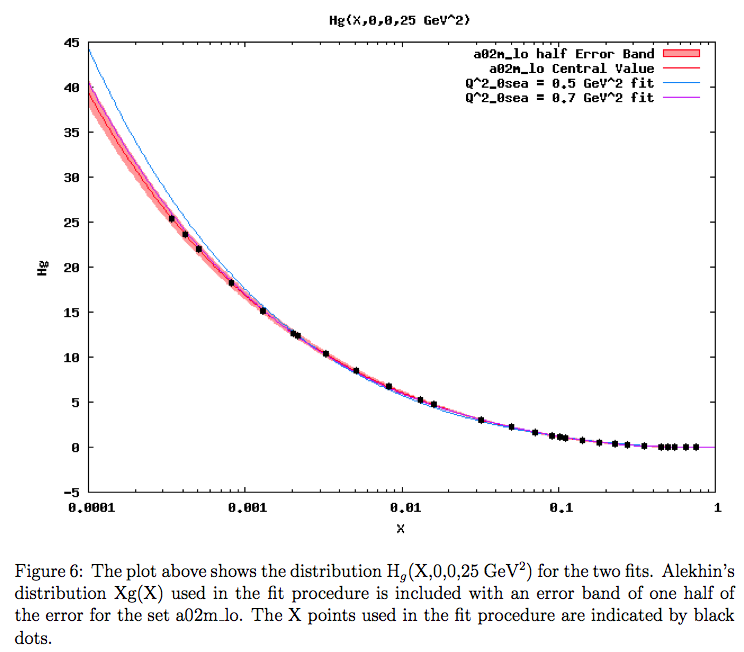 Hg(X,0,0,25 GeV^2)
a02m_lo half Error Band
a02m_lo Central Value
Q^2_0sea = 0.5 GeV^2 fit
Q^2_0sea = 0.7 GeV^2 fit
45
40
35
30
25
20
15
10
5
0
-5
Hg
0.0001 0.001 0.01 0.1 1
X
Figure 6: The plot above shows the distribution H_g(X,0,0,25 GeV²) for the two fits. Alekhin's
distribution Xg(X) used in the fit procedure is included with an error band of one half of
the error for the set a02m_lo. The X points used in the fit procedure are indicated by black
dots.